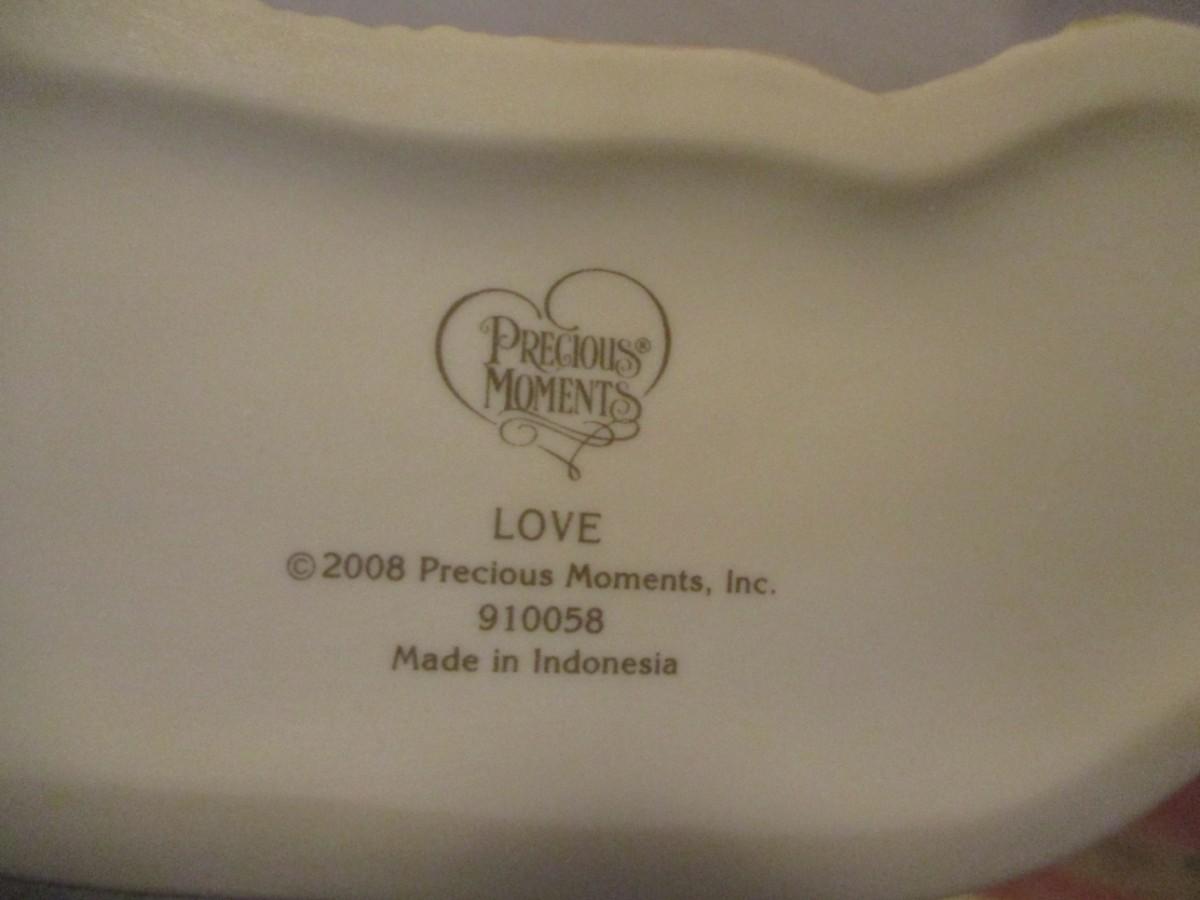 PRECIOUS®
MOMENTS
LOVE
©2008 Precious Moments, Inc.
910058
Made in Indonesia